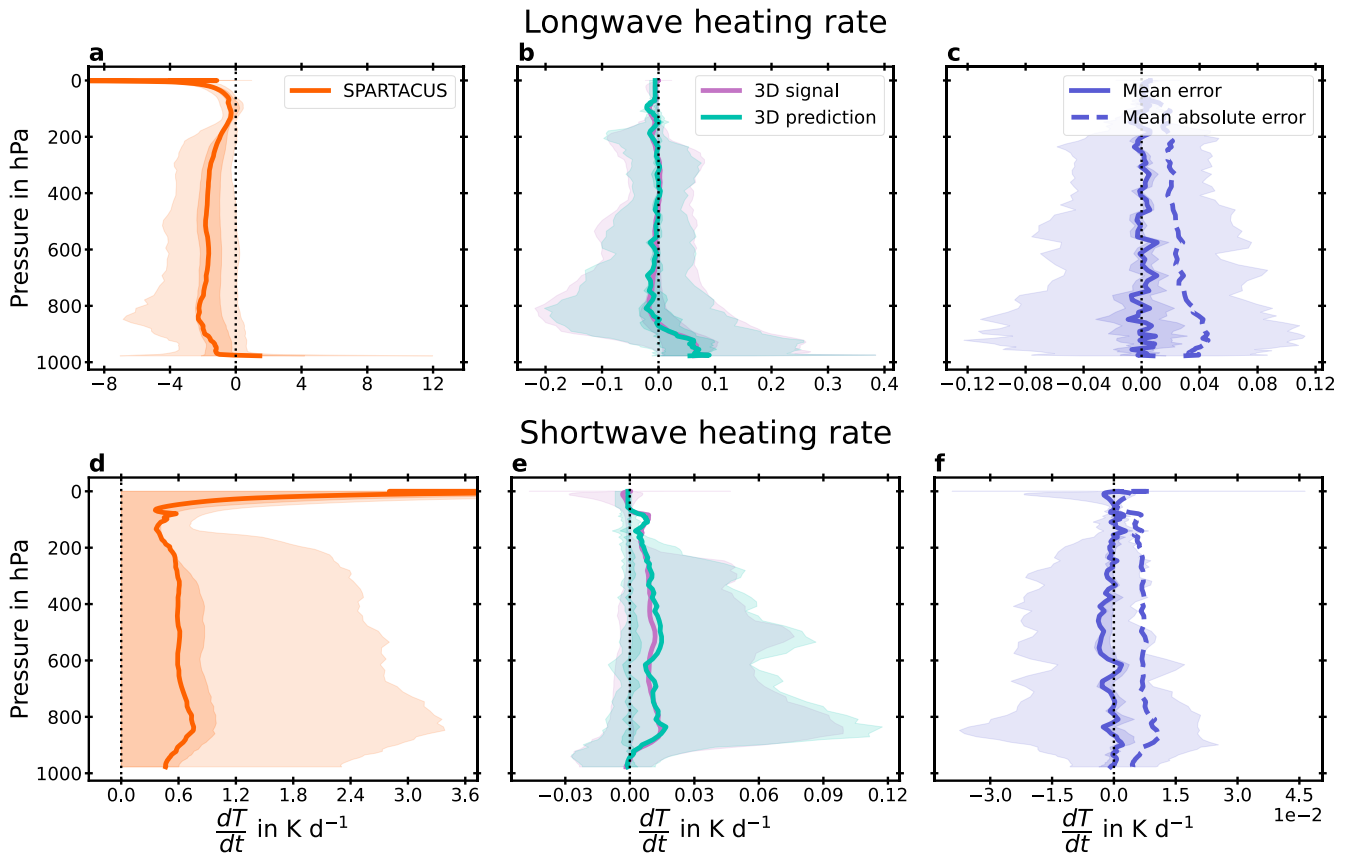 Longwave heating rate
a
b
c
SPARTACUS
3D signal
3D prediction
Mean error
Mean absolute error
Pressure in hPa
0
200
400
600
800
1000
−8 −4 0 4 8 12
−0.2 −0.1 0.0 0.1 0.2 0.3 0.4
−0.12 −0.08 −0.04 0.00 0.04 0.08 0.12
Shortwave heating rate
d
e
f
Pressure in hPa
0
200
400
600
800
1000
0.0 0.6 1.2 1.8 2.4 3.0 3.6
−0.03 0.00 0.03 0.06 0.09 0.12
−3.0 −1.5 0.0 1.5 3.0 4.5
1e−2
dT/dt in K d⁻¹
dT/dt in K d⁻¹
dT/dt in K d⁻¹